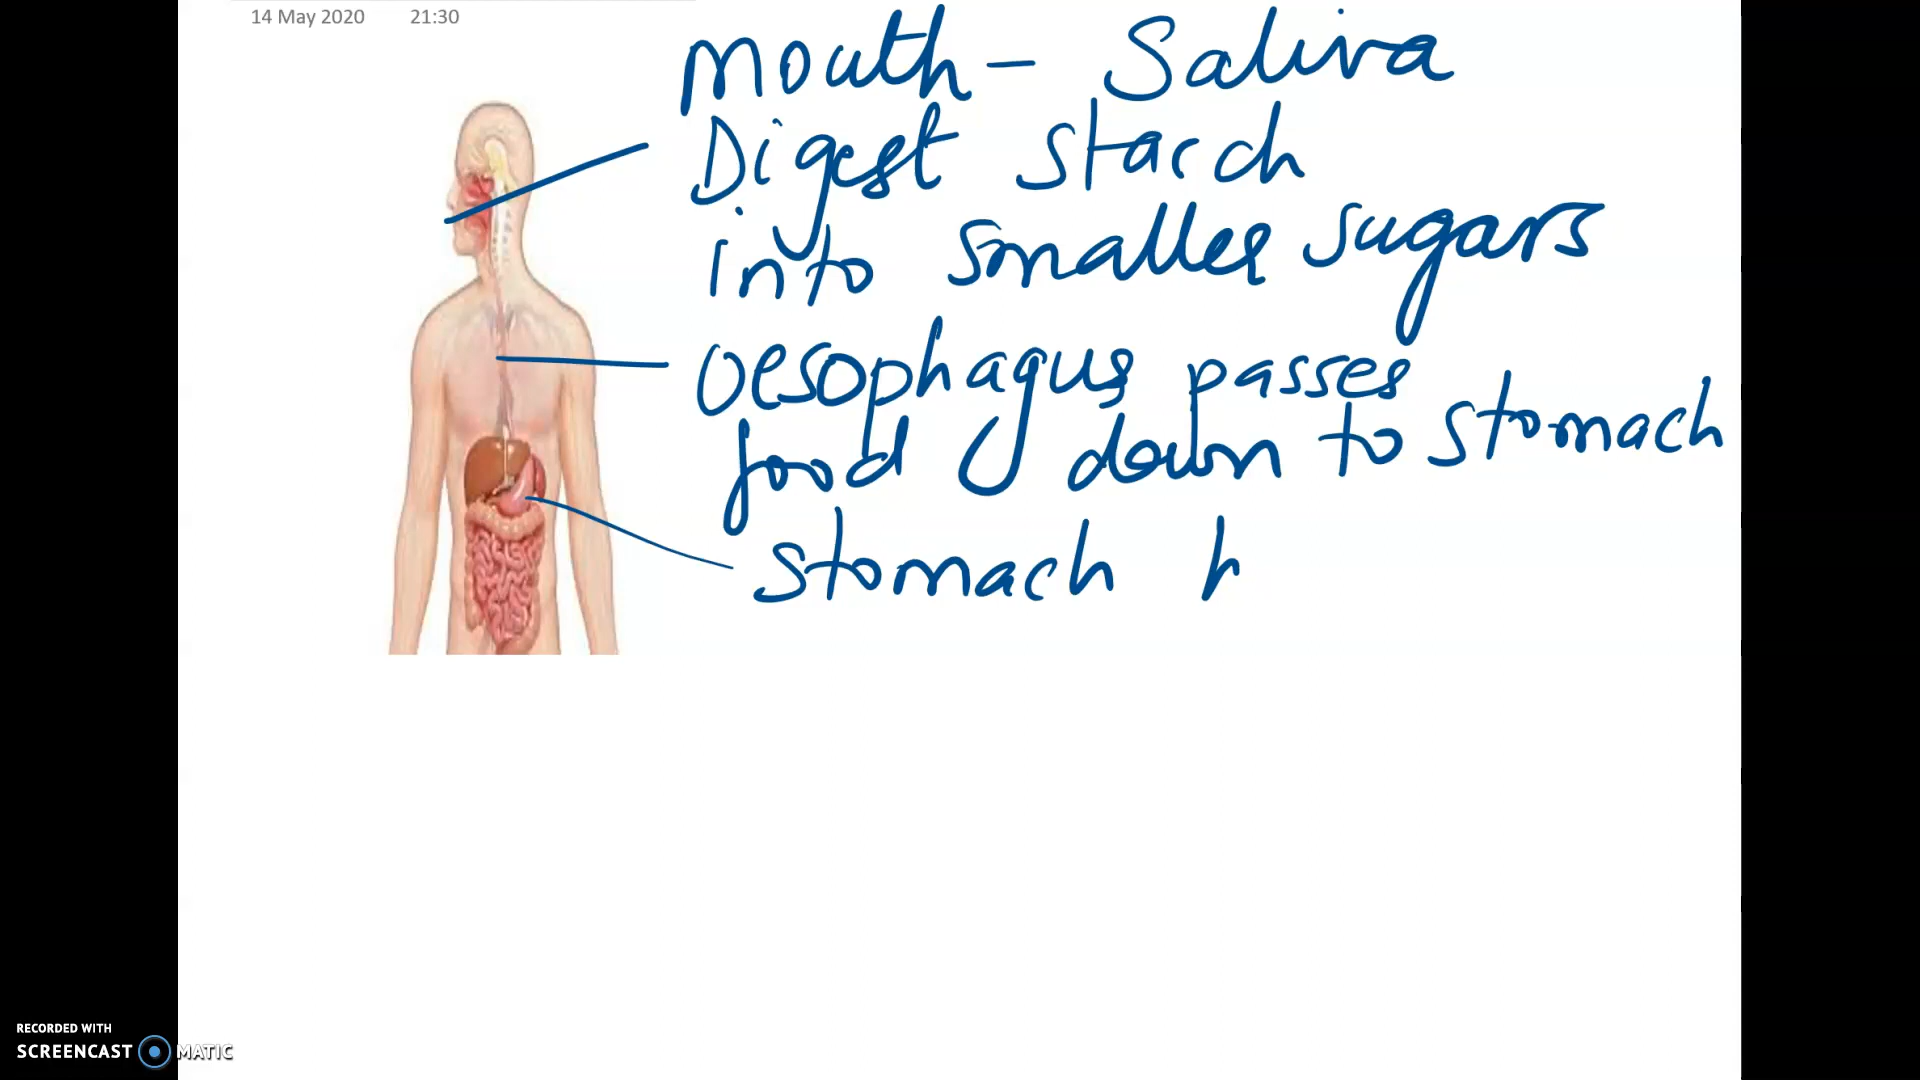 14 May 2020 21:30
Mouth - Saliva
Digest starch
into smaller sugars
Oesophagus passes
food down to stomach
Stomach h
RECORDED WITH
SCREENCAST MATIC